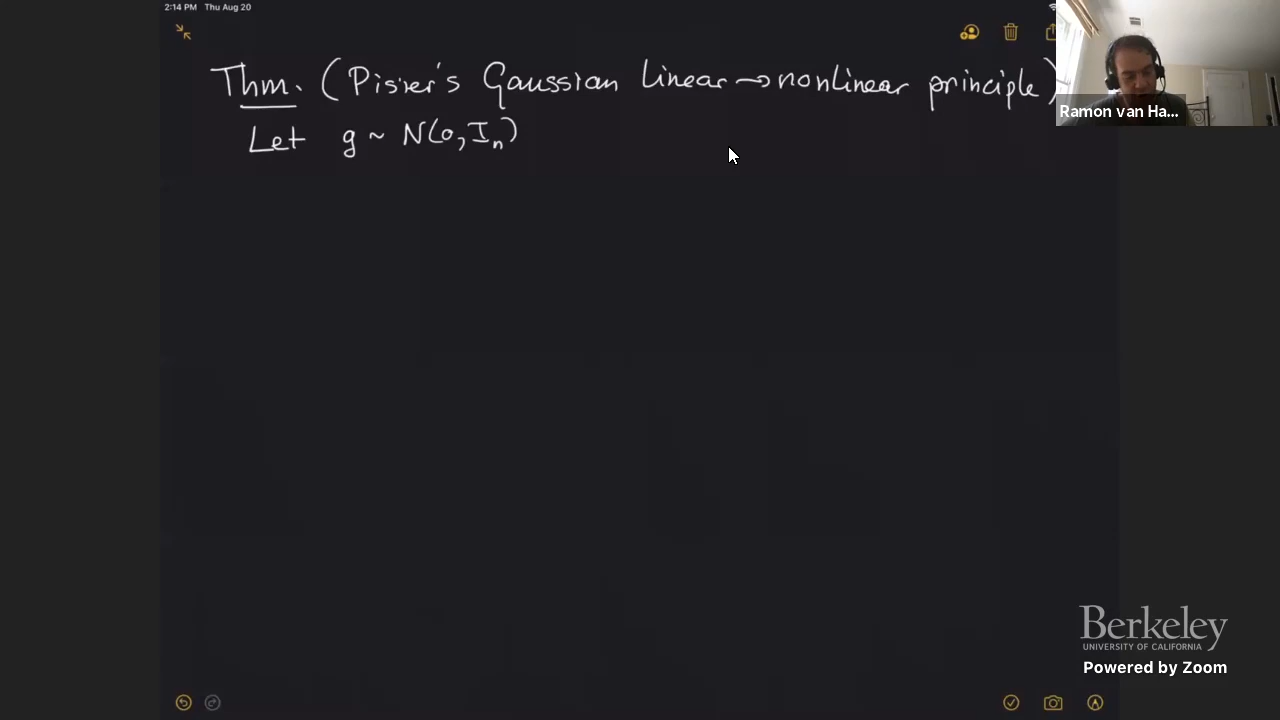 2:14 PM Thu Aug 20
Thm. (Pisier's Gaussian linear → nonlinear principle)
Let g ~ N(0, Iₙ)
Ramon van Ha...
Berkeley
UNIVERSITY OF CALIFORNIA
Powered by Zoom